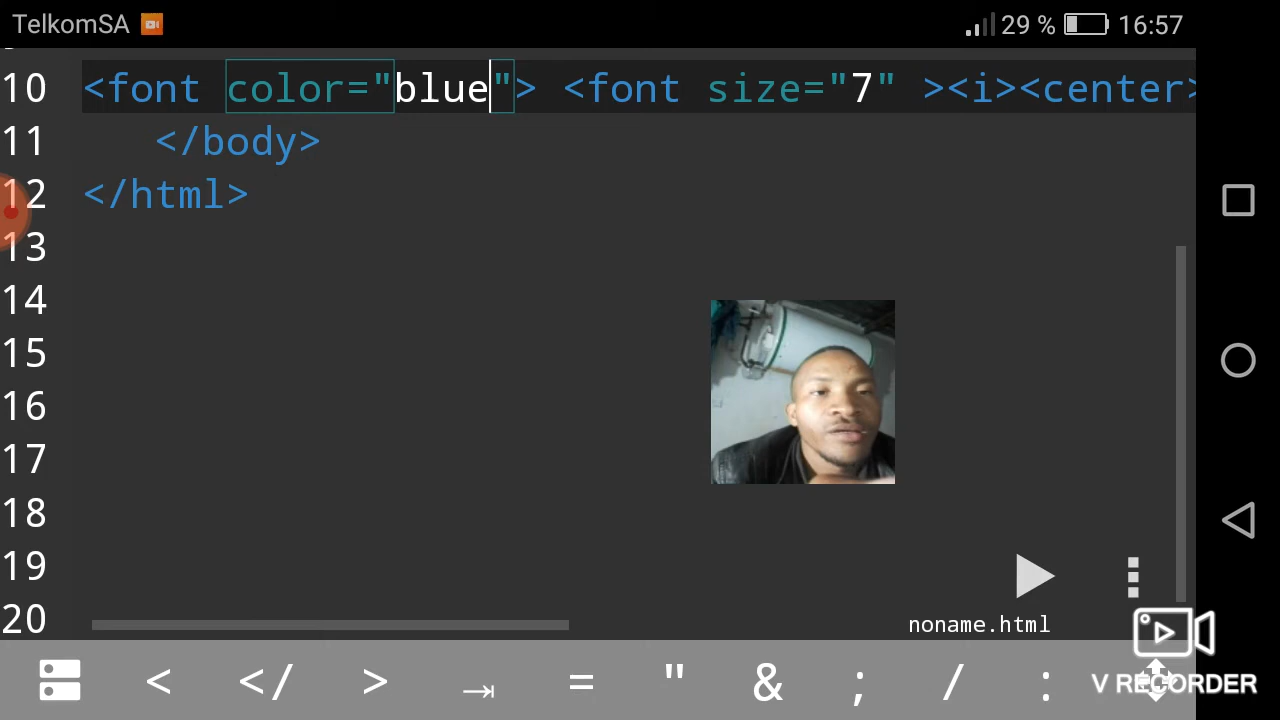 TelkomSA 29 % 16:57
10 <font color="blue"> <font size="7" ><i><center>
11 </body>
12 </html>
13
14
15
16
17
18
19
20
noname.html
< </ > ⇥ = " & ; / :
V RECORDER